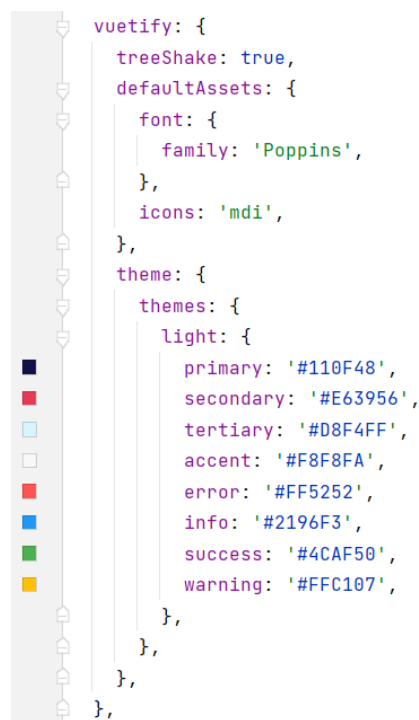 vuetify: {
  treeShake: true,
  defaultAssets: {
    font: {
      family: 'Poppins',
    },
    icons: 'mdi',
  },
  theme: {
    themes: {
      light: {
        primary: '#110F48',
        secondary: '#E63956',
        tertiary: '#D8F4FF',
        accent: '#F8F8FA',
        error: '#FF5252',
        info: '#2196F3',
        success: '#4CAF50',
        warning: '#FFC107',
      },
    },
  },
},